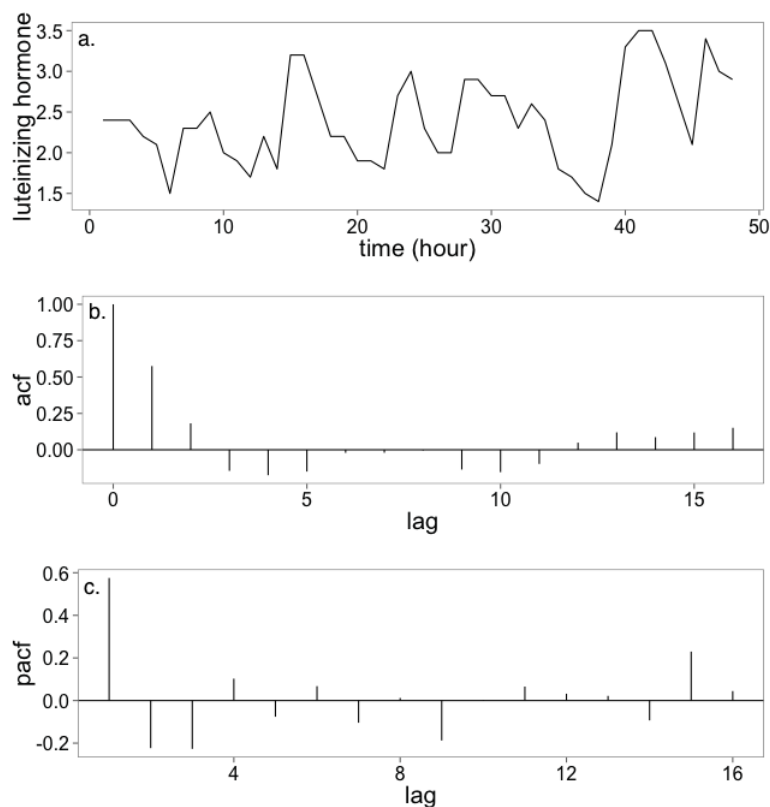 a.
luteinizing hormone
3.5
3.0
2.5
2.0
1.5
0 10 20 30 40 50
time (hour)
b.
acf
1.00
0.75
0.50
0.25
0.00
0 5 10 15
lag
c.
pacf
0.6
0.4
0.2
0.0
-0.2
4 8 12 16
lag